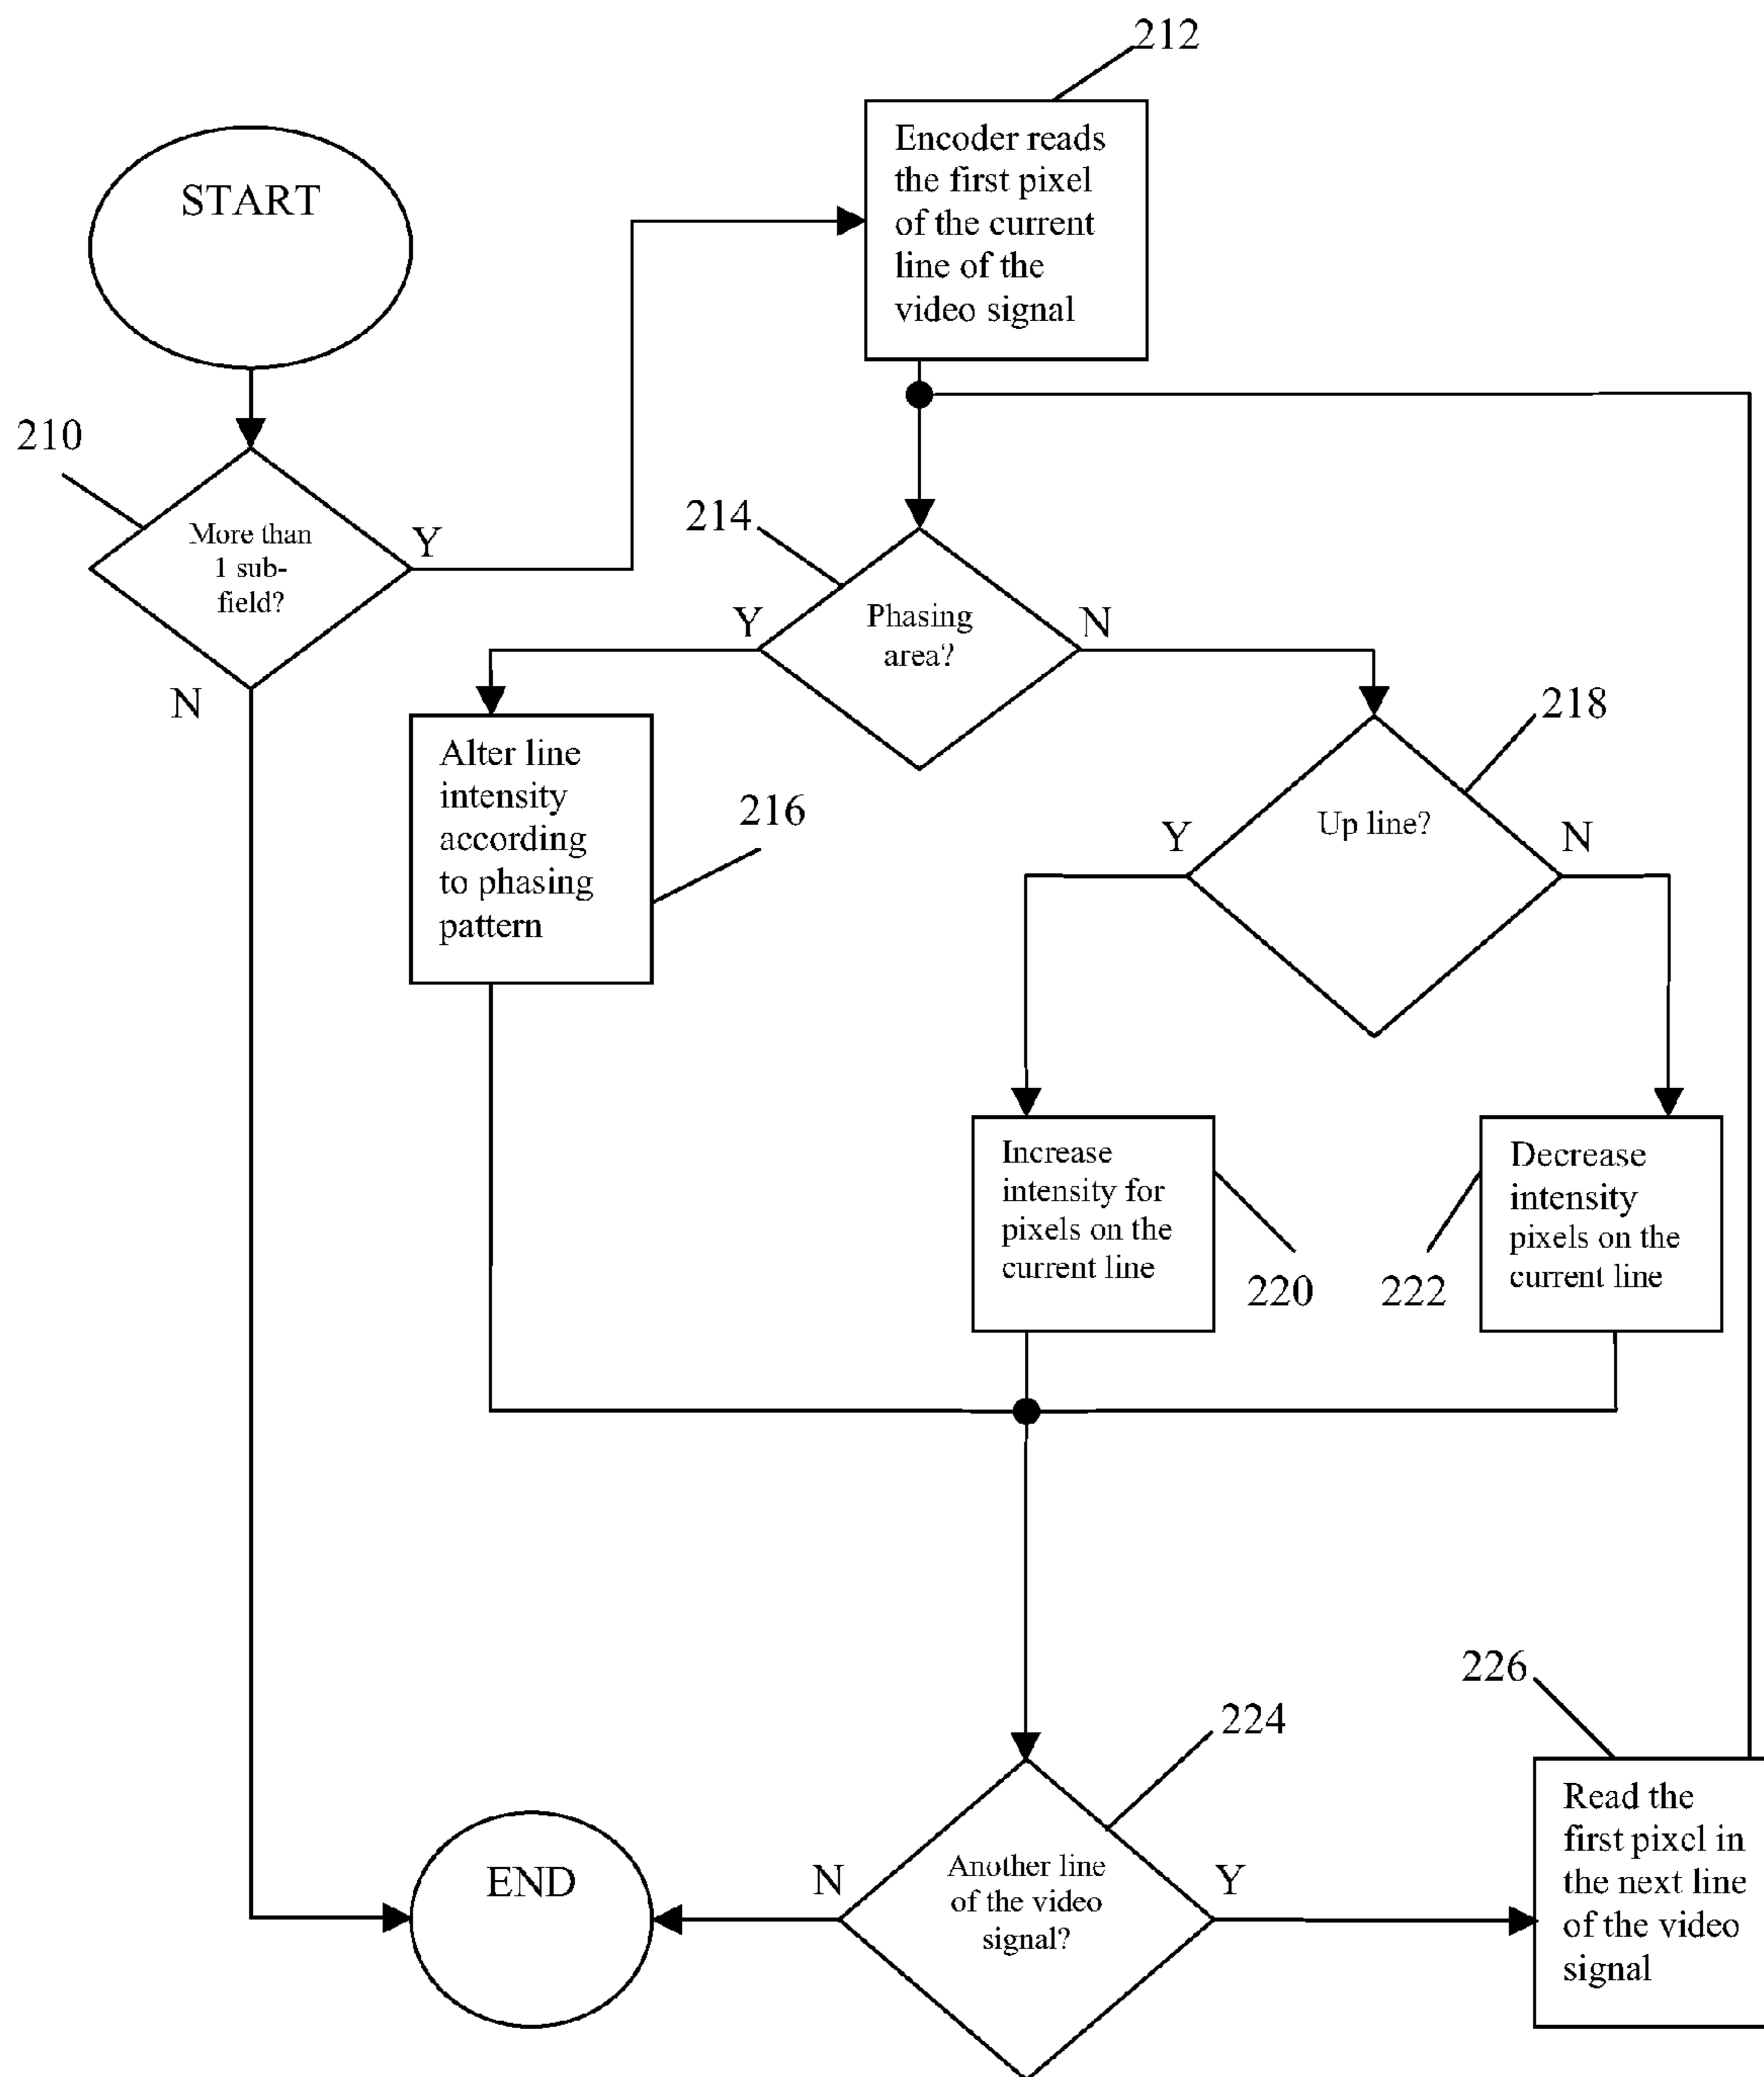 212
Encoder reads
the first pixel
of the current
line of the
video signal
START
210
More than
1 sub-
field?
Y
N
214
Phasing
area?
Y
N
Alter line
intensity
according
to phasing
pattern
216
218
Up line?
Y
N
Increase
intensity for
pixels on the
current line
220
Decrease
intensity
pixels on the
current line
222
224
Another line
of the video
signal?
N
Y
END
226
Read the
first pixel in
the next line
of the video
signal